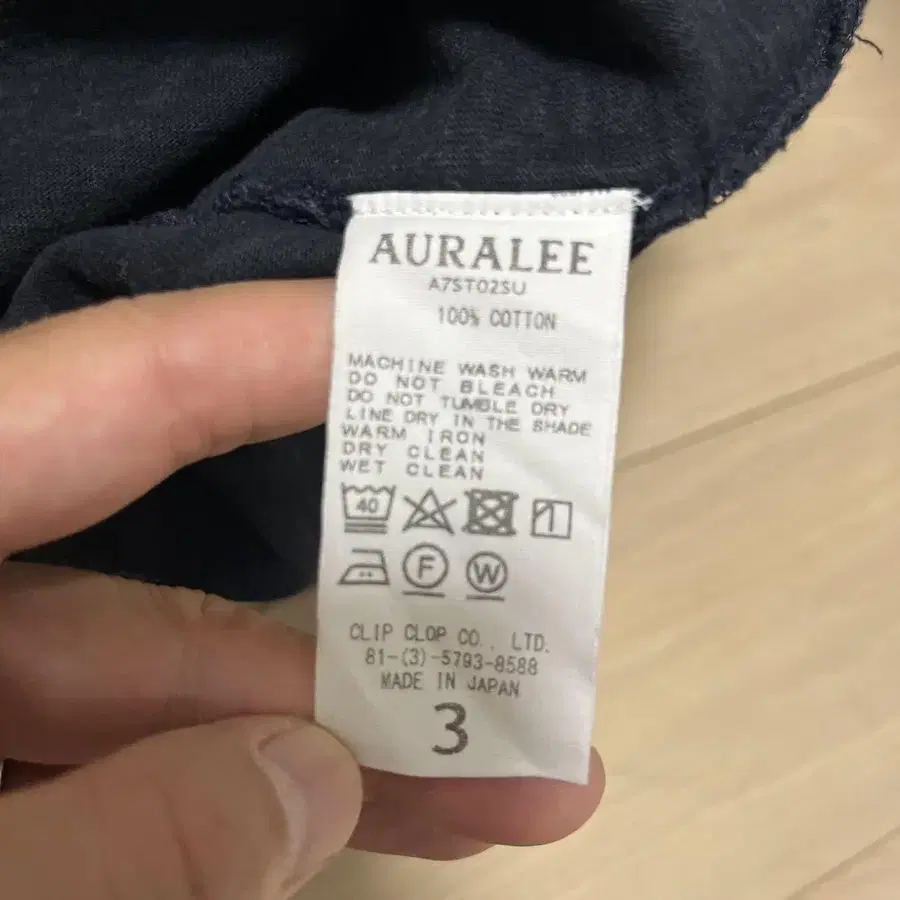 AURALEE
A7ST02SU
100% COTTON
MACHINE WASH WARM
DO NOT BLEACH
DO NOT TUMBLE DRY
LINE DRY IN THE SHADE
WARM IRON
DRY CLEAN
WET CLEAN
40
F W
CLIP CLOP CO., LTD.
81-(3)-5793-8588
MADE IN JAPAN
3